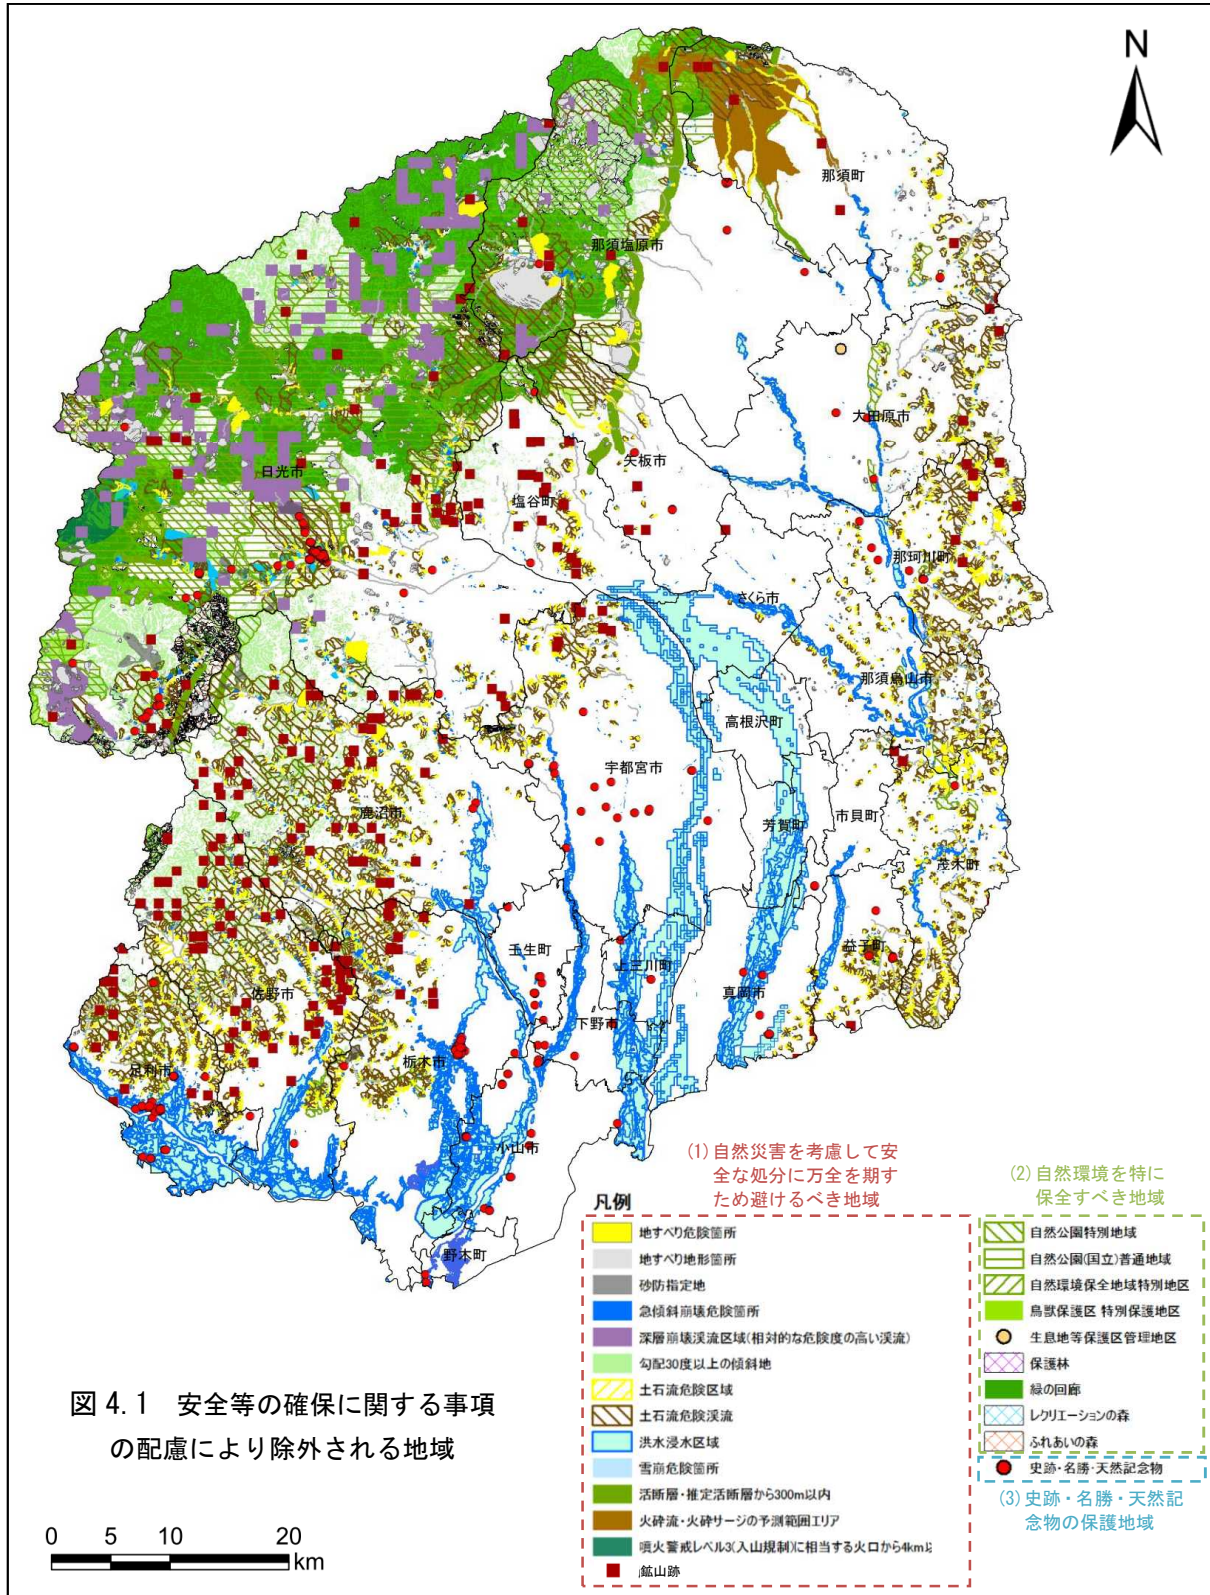 N
那須町
那須塩原市
大田原市
矢板市
日光市
塩谷町
那珂川町
さくら市
那須烏山市
高根沢町
宇都宮市
市貝町
芳賀町
鹿沼市
茂木町
益子町
壬生町
上三川町
真岡市
佐野市
下野市
栃木市
足利市
小山市
野木町
(1)自然災害を考慮して安
全な処分に万全を期す
ため避けるべき地域
(2)自然環境を特に
保全すべき地域
凡例
地すべり危険箇所
地すべり地形箇所
砂防指定地
急傾斜崩壊危険箇所
深層崩壊渓流区域(相対的な危険度の高い渓流)
勾配30度以上の傾斜地
土石流危険区域
土石流危険渓流
洪水浸水区域
雪崩危険箇所
活断層・推定活断層から300m以内
火砕流・火砕サージの予測範囲エリア
噴火警戒レベル3(入山規制)に相当する火口から4km以
鉱山跡
自然公園特別地域
自然公園(国立)普通地域
自然環境保全地域特別地区
鳥獣保護区 特別保護地区
生息地等保護区管理地区
保護林
緑の回廊
レクリエーションの森
ふれあいの森
史跡・名勝・天然記念物
(3)史跡・名勝・天然記
念物の保護地域
図 4.1 安全等の確保に関する事項
の配慮により除外される地域
0 5 10 20
km